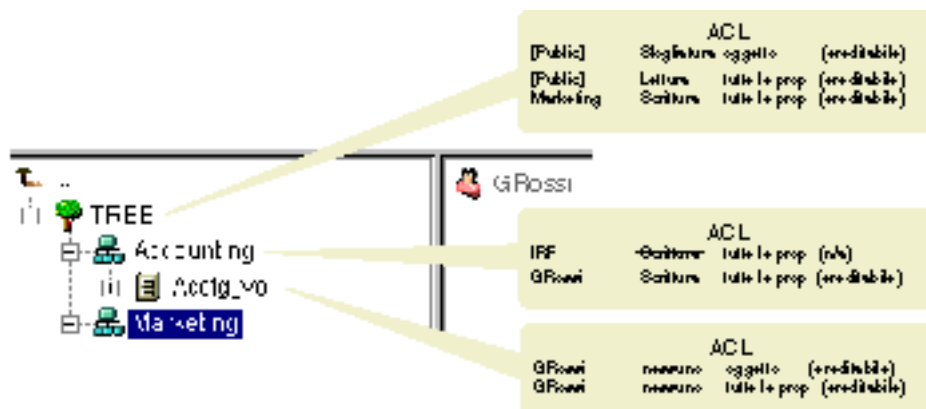 ACL
[Public] Sfogliatura oggetto (ereditabile)
[Public] Lettura tutte le prop (ereditabile)
Marketing Scrittura tutte le prop (ereditabile)
..
TREE
GRossi
Accounting
Acctg_Vol
Marketing
ACL
IRF Scrittura tutte le prop (n/a)
GRossi Scrittura tutte le prop (ereditabile)
ACL
GRossi nessuno oggetto (ereditabile)
GRossi nessuno tutte le prop (ereditabile)